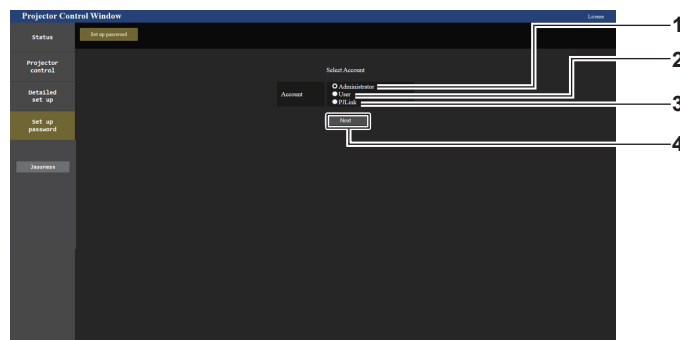 Projector Control Window
License
Status
Set up password
Projector
control
Detailed
set up
Set up
password
Japanese
Select Account
Account
Administrator
User
PJLink
Next
1
2
3
4